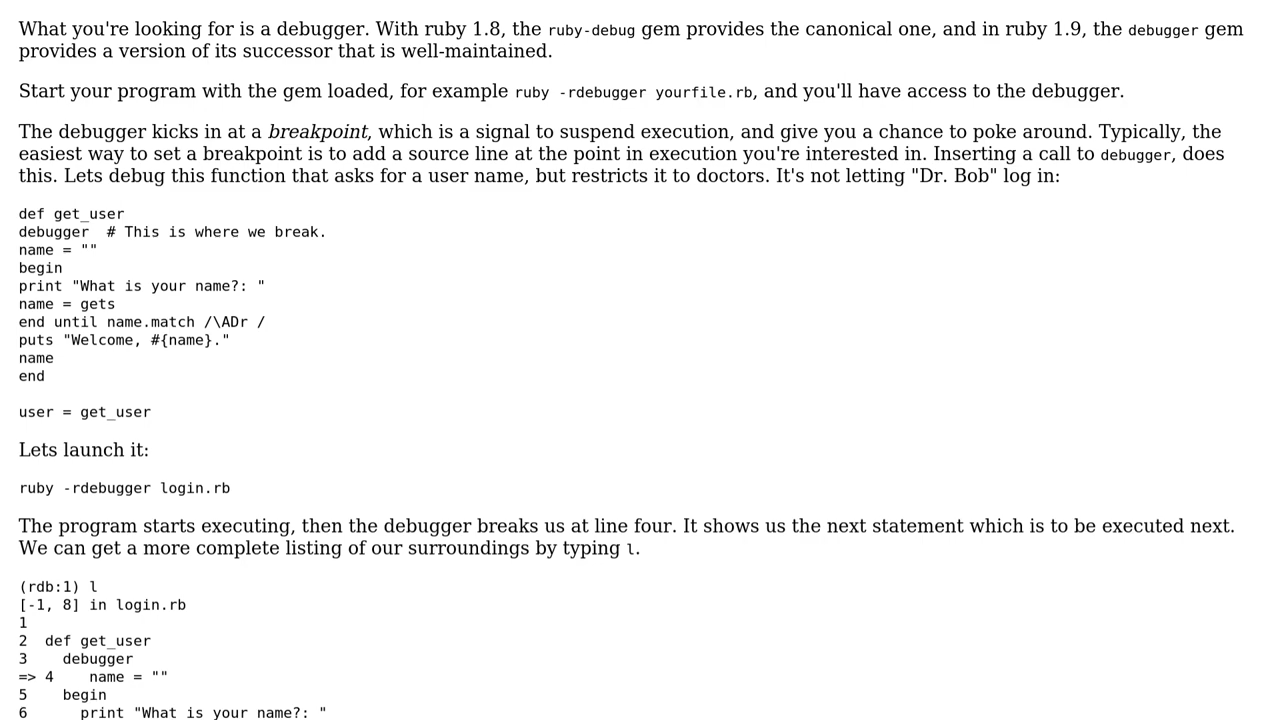 What you're looking for is a debugger. With ruby 1.8, the ruby-debug gem provides the canonical one, and in ruby 1.9, the debugger gem
provides a version of its successor that is well-maintained.
Start your program with the gem loaded, for example ruby -rdebugger yourfile.rb, and you'll have access to the debugger.
The debugger kicks in at a breakpoint, which is a signal to suspend execution, and give you a chance to poke around. Typically, the
easiest way to set a breakpoint is to add a source line at the point in execution you're interested in. Inserting a call to debugger, does
this. Lets debug this function that asks for a user name, but restricts it to doctors. It's not letting "Dr. Bob" log in:
def get_user
debugger  # This is where we break.
name = ""
begin
print "What is your name?: "
name = gets
end until name.match /\ADr /
puts "Welcome, #{name}."
name
end
user = get_user
Lets launch it:
ruby -rdebugger login.rb
The program starts executing, then the debugger breaks us at line four. It shows us the next statement which is to be executed next.
We can get a more complete listing of our surroundings by typing l.
(rdb:1) l
[-1, 8] in login.rb
1
2  def get_user
3    debugger
=> 4    name = ""
5    begin
6      print "What is your name?: "